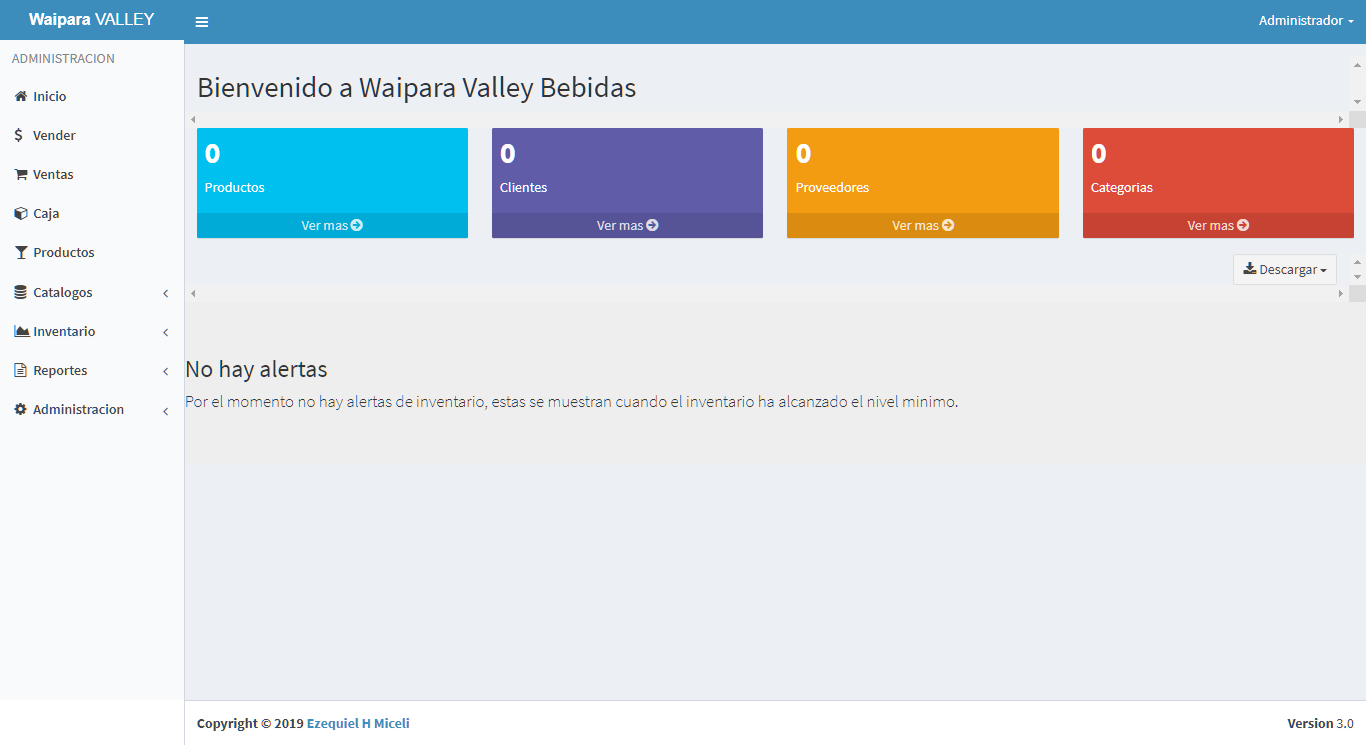 Waipara VALLEY
Administrador
ADMINISTRACION
Inicio
Vender
Ventas
Caja
Productos
Catalogos
Inventario
Reportes
Administracion
Bienvenido a Waipara Valley Bebidas
0
Productos
Ver mas
0
Clientes
Ver mas
0
Proveedores
Ver mas
0
Categorias
Ver mas
Descargar
No hay alertas
Por el momento no hay alertas de inventario, estas se muestran cuando el inventario ha alcanzado el nivel minimo.
Copyright © 2019 Ezequiel H Miceli
Version 3.0